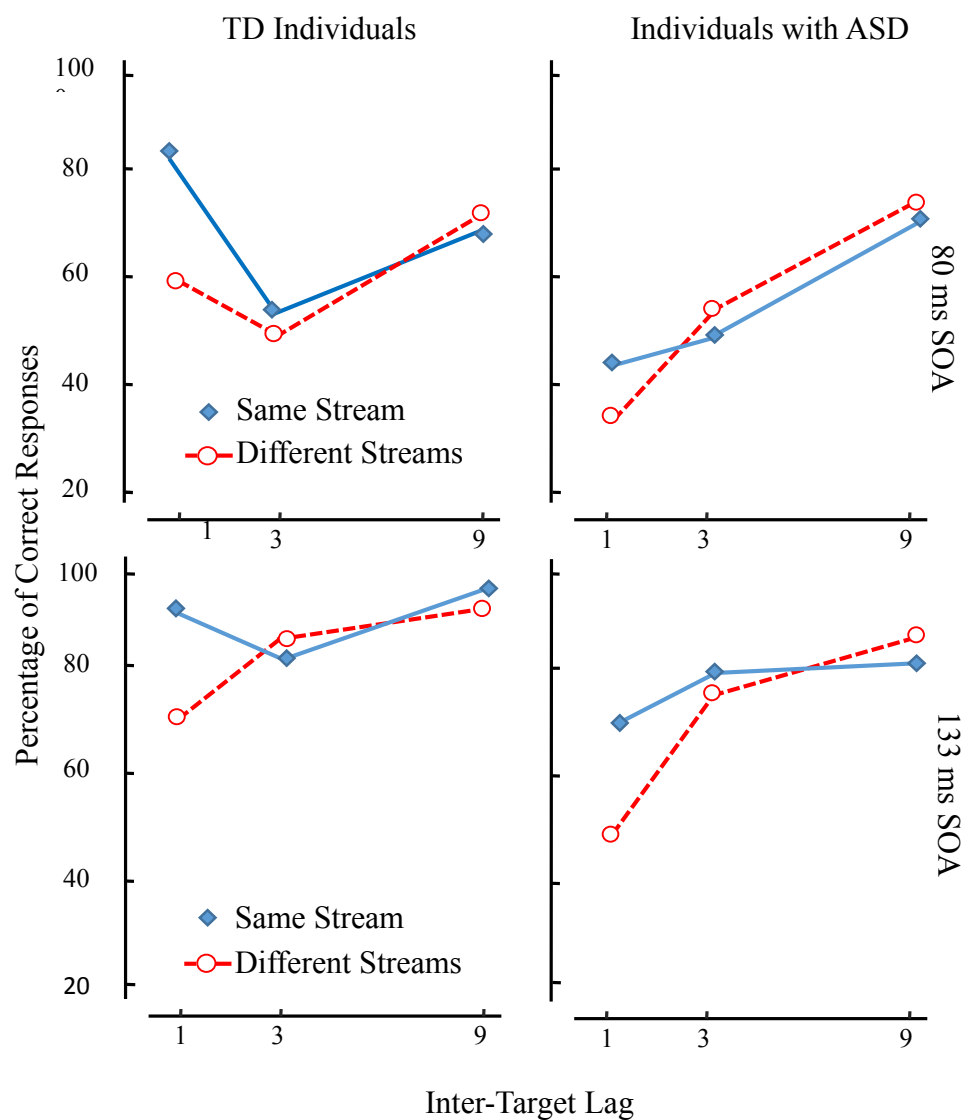 TD Individuals
Individuals with ASD
Percentage of Correct Responses
100
80
60
40
20
Same Stream
Different Streams
1
3
9
1
3
9
80 ms SOA
100
80
60
40
20
Same Stream
Different Streams
1
3
9
1
3
9
133 ms SOA
Inter-Target Lag